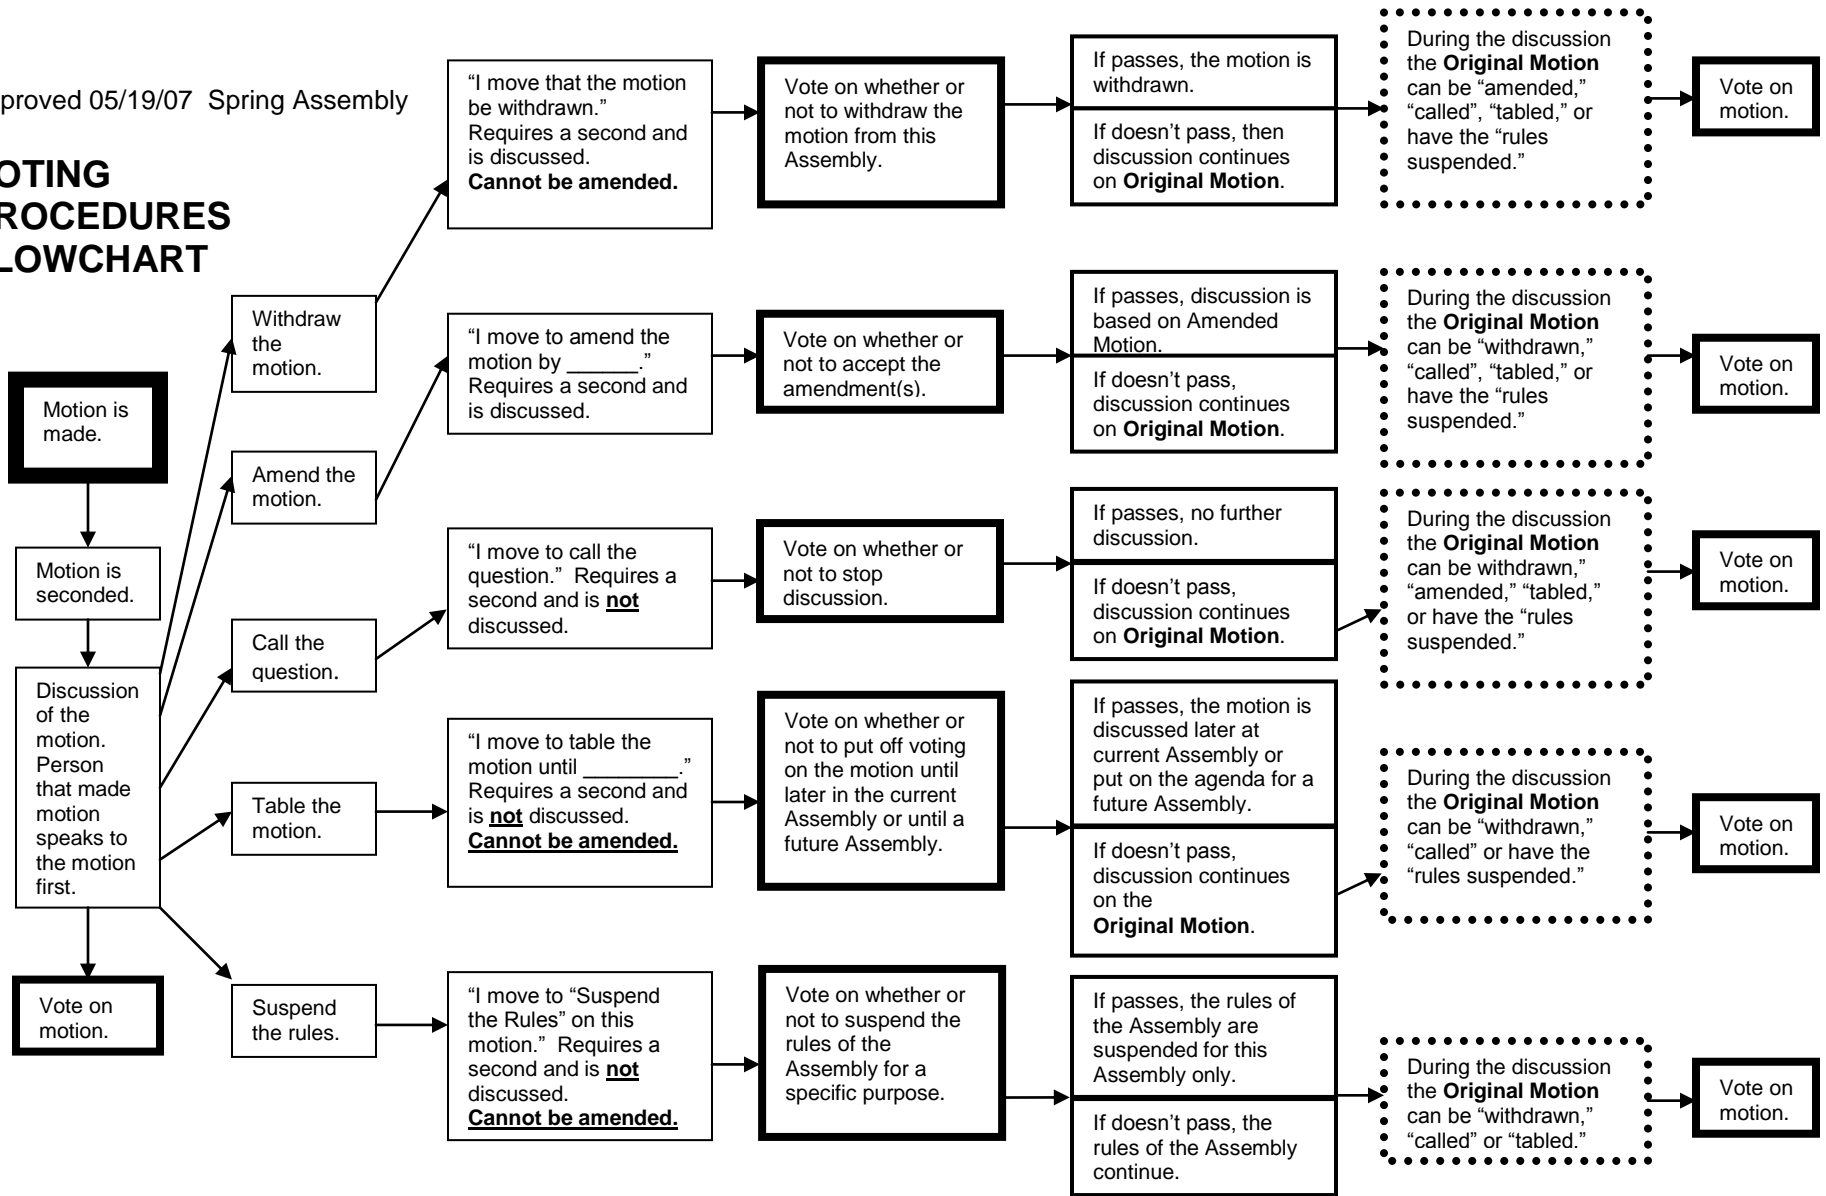 proved 05/19/07 Spring Assembly
OTING
ROCEDURES
LOWCHART
Motion is
made.
Motion is
seconded.
Discussion
of the
motion.
Person
that made
motion
speaks to
the motion
first.
Vote on
motion.
Withdraw
the
motion.
“I move that the motion
be withdrawn.”
Requires a second and
is discussed.
Cannot be amended.
Vote on whether or
not to withdraw the
motion from this
Assembly.
If passes, the motion is
withdrawn.
If doesn’t pass, then
discussion continues
on Original Motion.
During the discussion
the Original Motion
can be “amended,”
“called”, “tabled,” or
have the “rules
suspended.”
Vote on
motion.
Amend the
motion.
“I move to amend the
motion by ______.”
Requires a second and
is discussed.
Vote on whether or
not to accept the
amendment(s).
If passes, discussion is
based on Amended
Motion.
If doesn’t pass,
discussion continues
on Original Motion.
During the discussion
the Original Motion
can be “withdrawn,”
“called”, “tabled,” or
have the “rules
suspended.”
Vote on
motion.
Call the
question.
“I move to call the
question.” Requires a
second and is not
discussed.
Vote on whether or
not to stop
discussion.
If passes, no further
discussion.
If doesn’t pass,
discussion continues
on Original Motion.
During the discussion
the Original Motion
can be withdrawn,”
“amended,” “tabled,”
or have the “rules
suspended.”
Vote on
motion.
Table the
motion.
“I move to table the
motion until ________.”
Requires a second and
is not discussed.
Cannot be amended.
Vote on whether or
not to put off voting
on the motion until
later in the current
Assembly or until a
future Assembly.
If passes, the motion is
discussed later at
current Assembly or
put on the agenda for a
future Assembly.
If doesn’t pass,
discussion continues
on the
Original Motion.
During the discussion
the Original Motion
can be “withdrawn,”
“called” or have the
“rules suspended.”
Vote on
motion.
Suspend
the rules.
“I move to “Suspend
the Rules” on this
motion.” Requires a
second and is not
discussed.
Cannot be amended.
Vote on whether or
not to suspend the
rules of the
Assembly for a
specific purpose.
If passes, the rules of
the Assembly are
suspended for this
Assembly only.
If doesn’t pass, the
rules of the Assembly
continue.
During the discussion
the Original Motion
can be “withdrawn,”
“called” or “tabled.”
Vote on
motion.